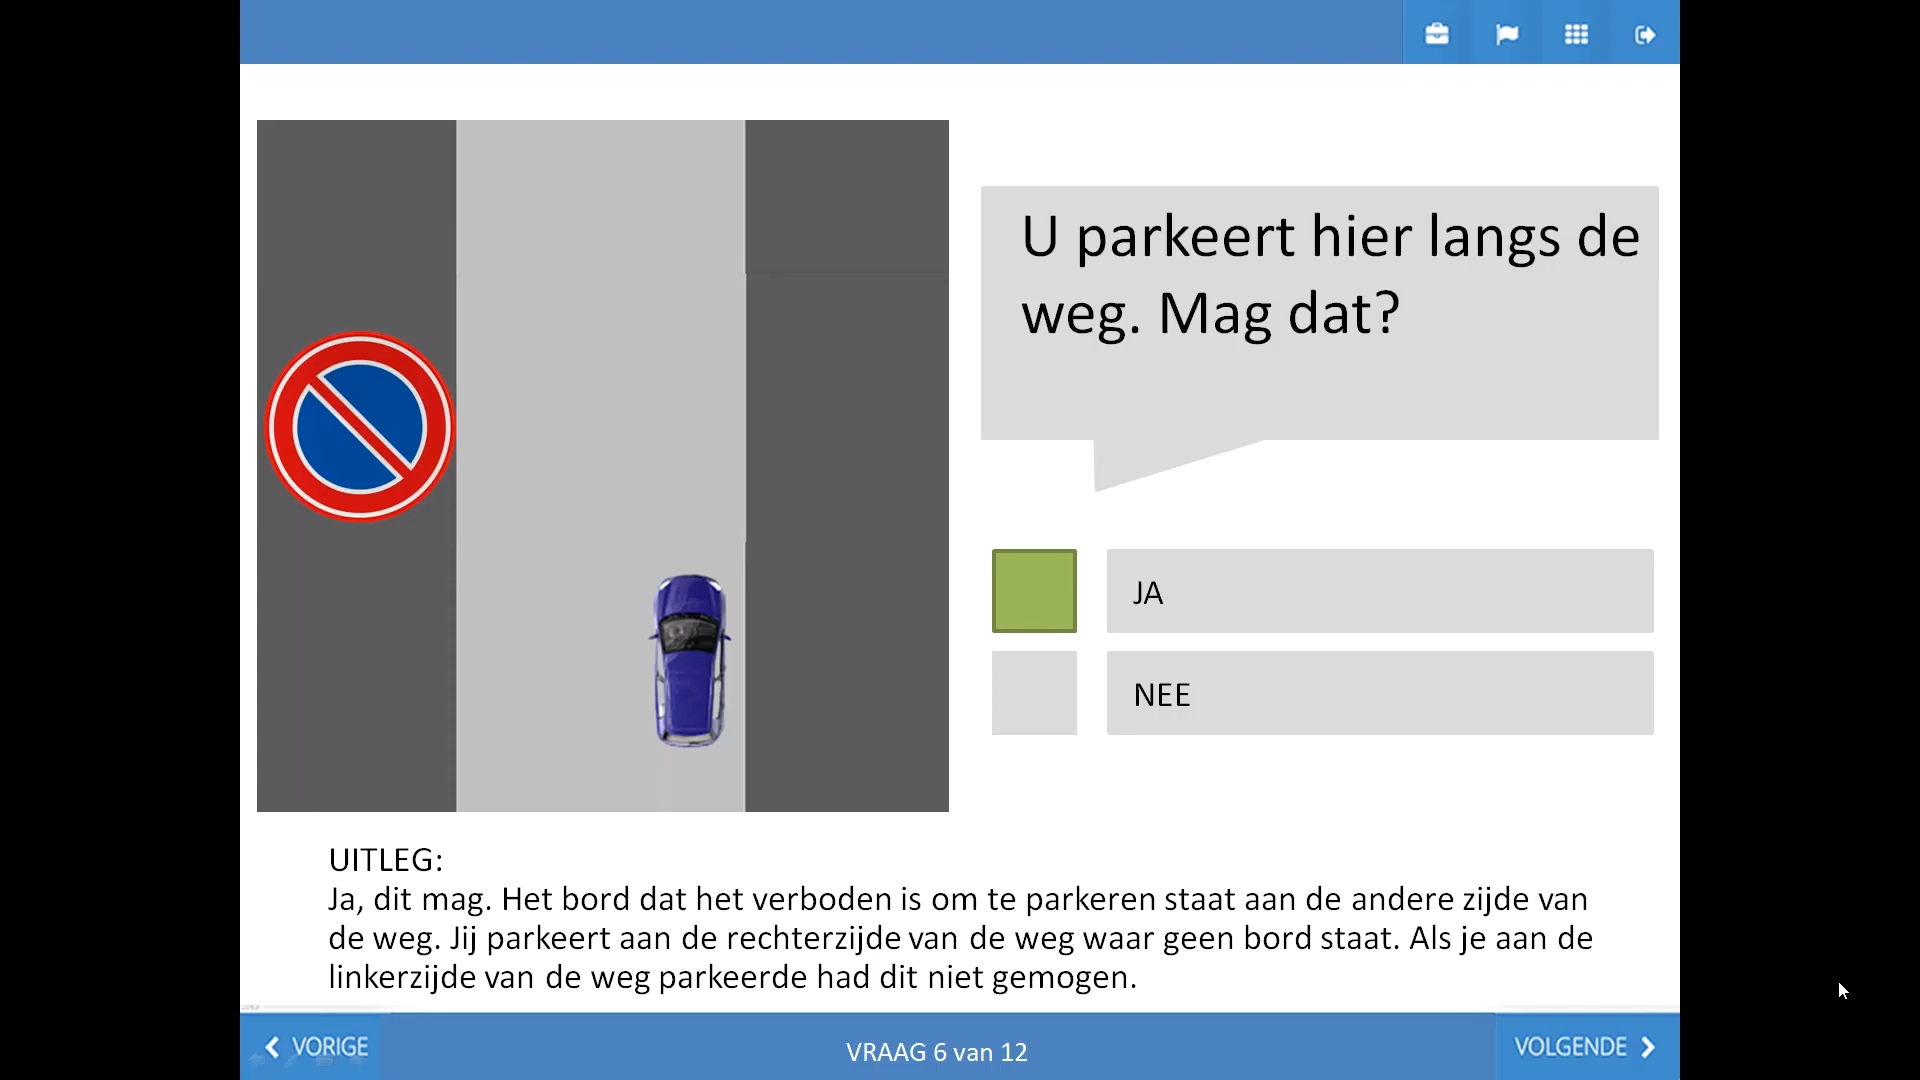 U parkeert hier langs de
weg. Mag dat?
JA
NEE
UITLEG:
Ja, dit mag. Het bord dat het verboden is om te parkeren staat aan de andere zijde van
de weg. Jij parkeert aan de rechterzijde van de weg waar geen bord staat. Als je aan de
linkerzijde van de weg parkeerde had dit niet gemogen.
VORIGE
VRAAG 6 van 12
VOLGENDE